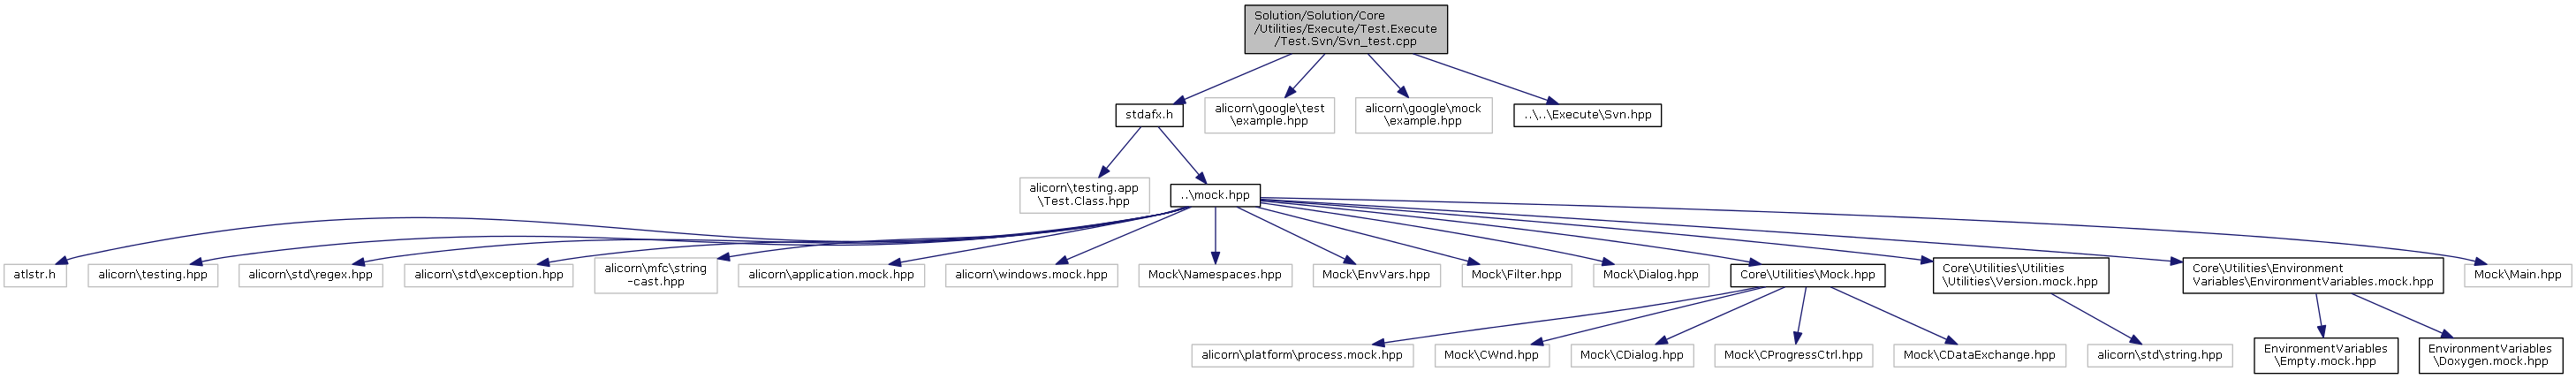 Solution/Solution/Core
/Utilities/Execute/Test.Execute
/Test.Svn/Svn_test.cpp
stdafx.h
alicorn\google\test
\example.hpp
alicorn\google\mock
\example.hpp
..\..\Execute\Svn.hpp
alicorn\testing.app
\Test.Class.hpp
..\mock.hpp
atlstr.h
alicorn\testing.hpp
alicorn\std\regex.hpp
alicorn\std\exception.hpp
alicorn\mfc\string
-cast.hpp
alicorn\application.mock.hpp
alicorn\windows.mock.hpp
Mock\Namespaces.hpp
Mock\EnvVars.hpp
Mock\Filter.hpp
Mock\Dialog.hpp
Core\Utilities\Mock.hpp
Core\Utilities\Utilities
\Utilities\Version.mock.hpp
Core\Utilities\Environment
Variables\EnvironmentVariables.mock.hpp
Mock\Main.hpp
alicorn\platform\process.mock.hpp
Mock\CWnd.hpp
Mock\CDialog.hpp
Mock\CProgressCtrl.hpp
Mock\CDataExchange.hpp
alicorn\std\string.hpp
EnvironmentVariables
\Empty.mock.hpp
EnvironmentVariables
\Doxygen.mock.hpp